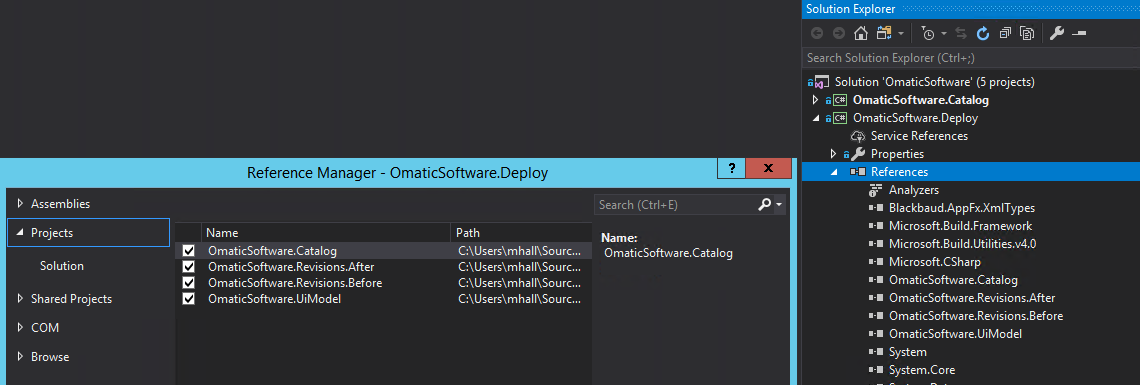 Solution Explorer
Search Solution Explorer (Ctrl+;)
Solution 'OmaticSoftware' (5 projects)
C# OmaticSoftware.Catalog
C# OmaticSoftware.Deploy
Service References
Properties
References
Analyzers
Blackbaud.AppFx.XmlTypes
Microsoft.Build.Framework
Microsoft.Build.Utilities.v4.0
Microsoft.CSharp
OmaticSoftware.Catalog
OmaticSoftware.Revisions.After
OmaticSoftware.Revisions.Before
OmaticSoftware.UiModel
System
System.Core
Reference Manager - OmaticSoftware.Deploy
? x
Assemblies
Projects
Solution
Shared Projects
COM
Browse
Name Path
OmaticSoftware.Catalog C:\Users\mhall\Sourc...
OmaticSoftware.Revisions.After C:\Users\mhall\Sourc...
OmaticSoftware.Revisions.Before C:\Users\mhall\Sourc...
OmaticSoftware.UiModel C:\Users\mhall\Sourc...
Search (Ctrl+E)
Name:
OmaticSoftware.Catalog